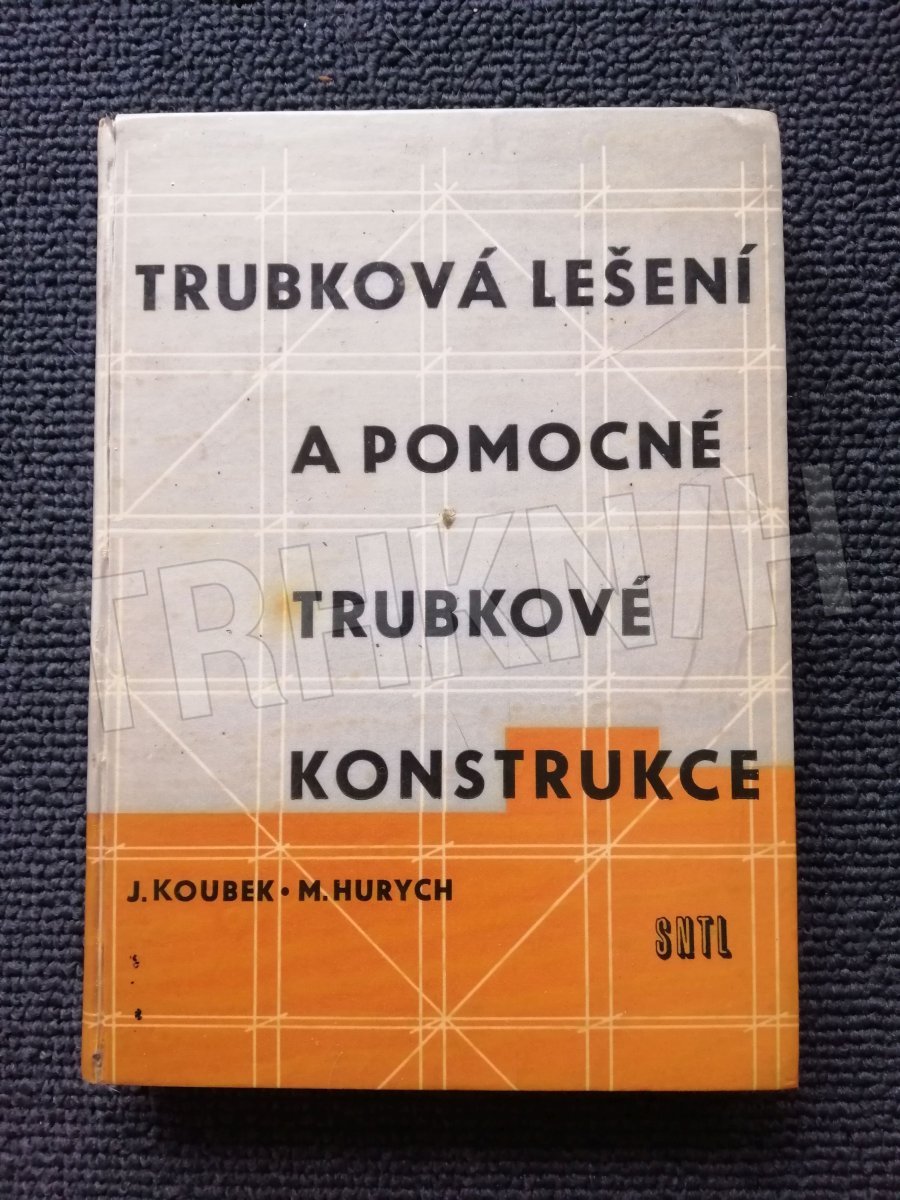 TRUBKOVÁ LEŠENÍ
A POMOCNÉ
TRUBKOVÉ
KONSTRUKCE
J. KOUBEK • M. HURYCH
SNTL
TRHKNIH